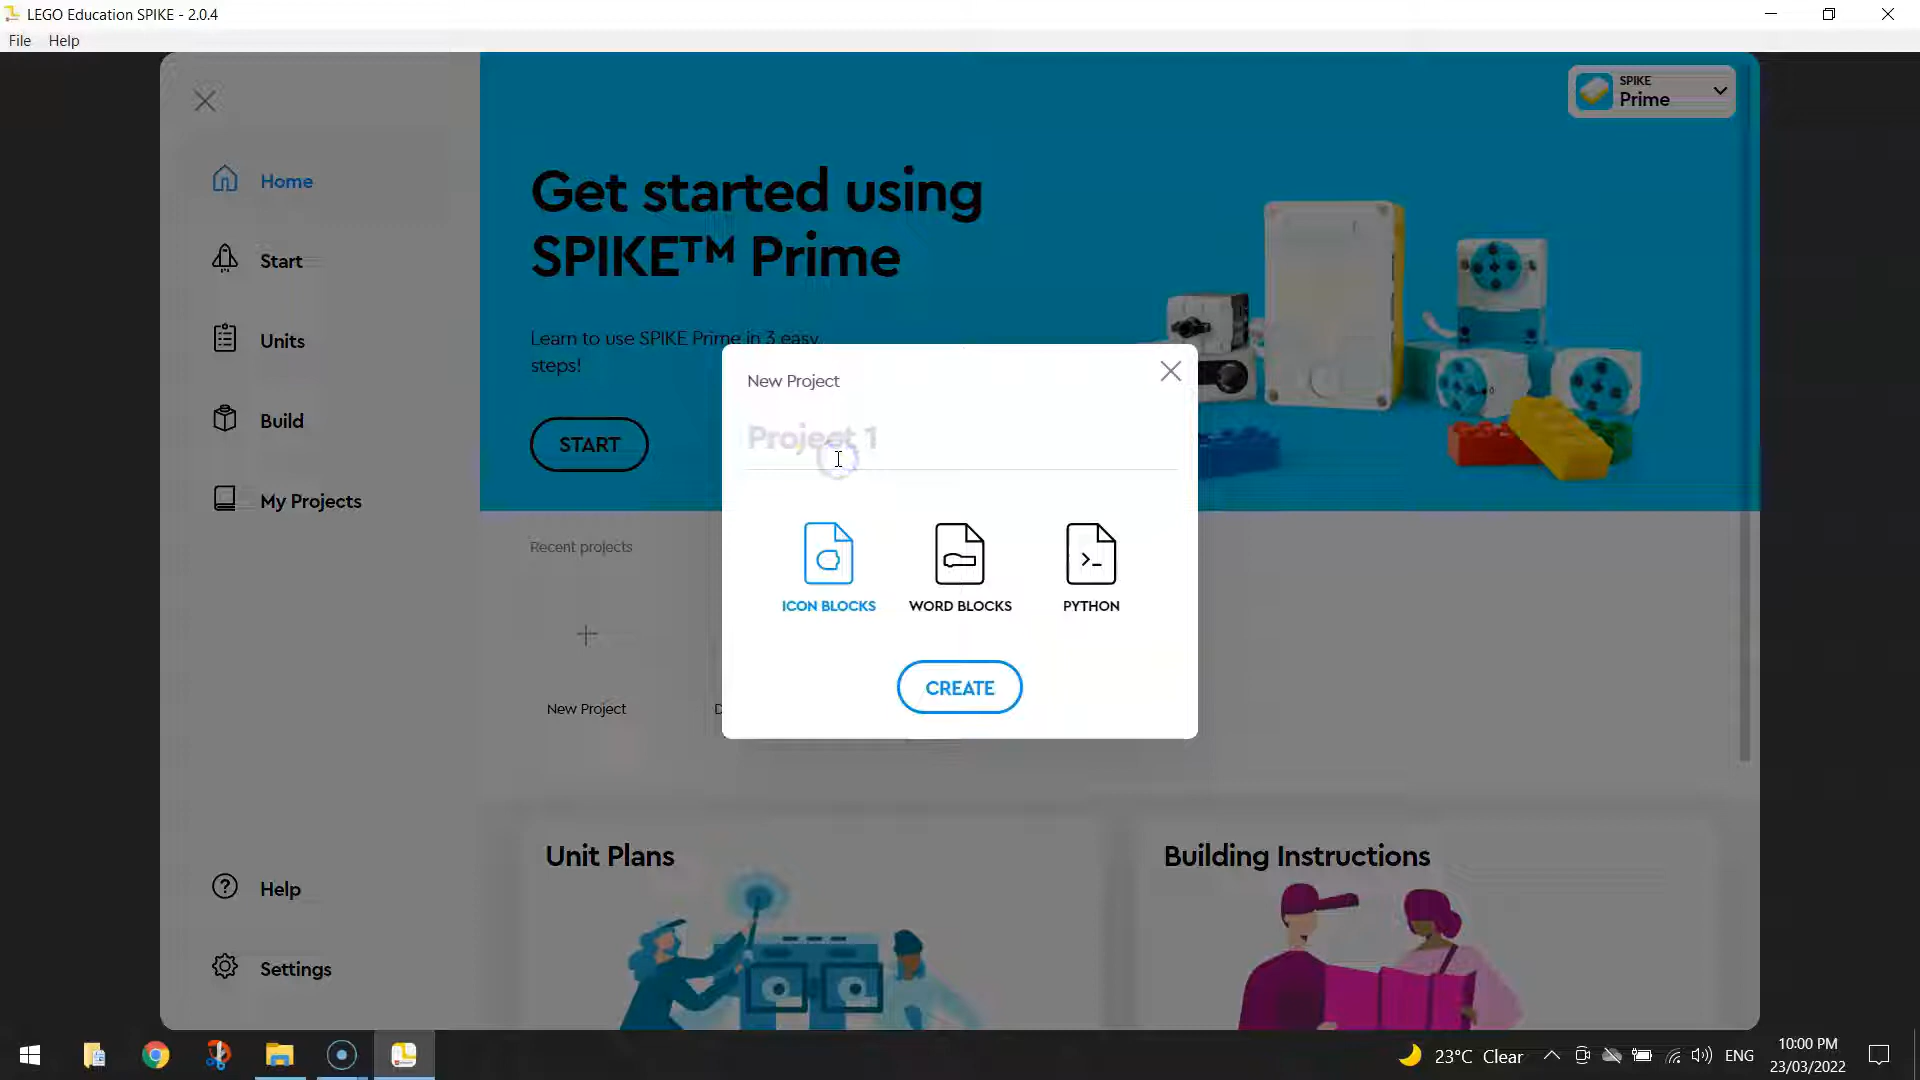 LEGO Education SPIKE - 2.0.4
File Help
SPIKE
Prime
Home
Start
Units
Build
My Projects
Help
Settings
Get started using
SPIKE™ Prime
Learn to use SPIKE Prime in 3 easy
steps!
START
New Project
Project 1
ICON BLOCKS WORD BLOCKS PYTHON
CREATE
Recent projects
New Project
D
Unit Plans
Building Instructions
23°C Clear
ENG
10:00 PM
23/03/2022